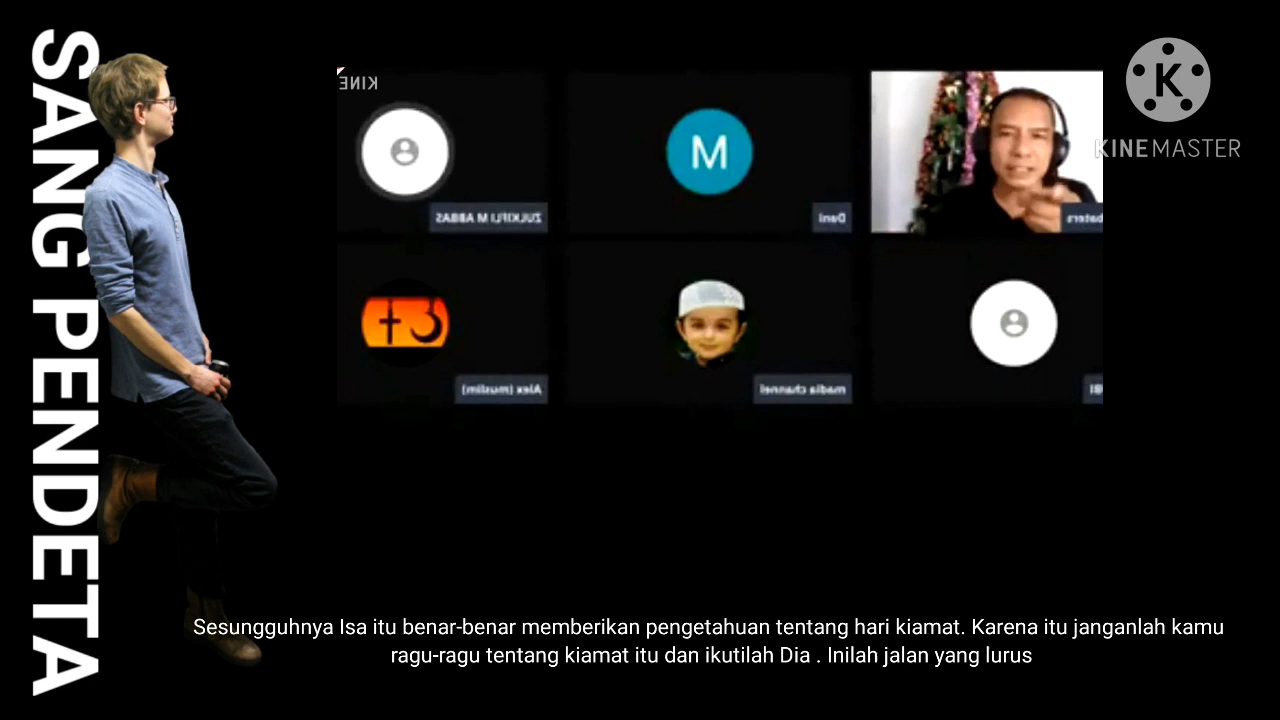 SANG PENDETA
KINE
K
KINEMASTER
M
ZULKIFLI M ABBAS
Dani
Alex (muslim)
media channel
Sesungguhnya Isa itu benar-benar memberikan pengetahuan tentang hari kiamat. Karena itu janganlah kamu
ragu-ragu tentang kiamat itu dan ikutilah Dia . Inilah jalan yang lurus